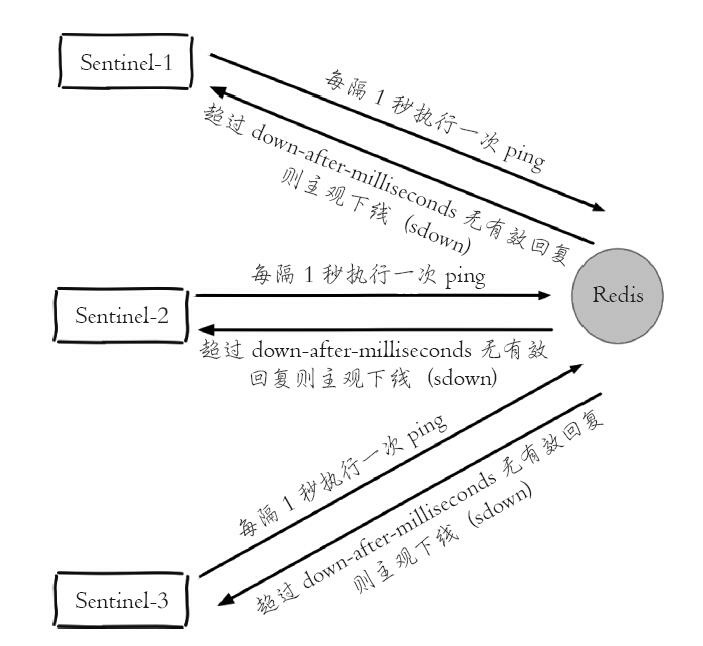 Sentinel-1
每隔 1 秒执行一次 ping
超过 down-after-milliseconds 无有效回复
则主观下线 (sdown)
每隔 1 秒执行一次 ping
Redis
Sentinel-2
超过 down-after-milliseconds 无有效
回复则主观下线 (sdown)
每隔 1 秒执行一次 ping
超过 down-after-milliseconds 无有效回复
则主观下线 (sdown)
Sentinel-3